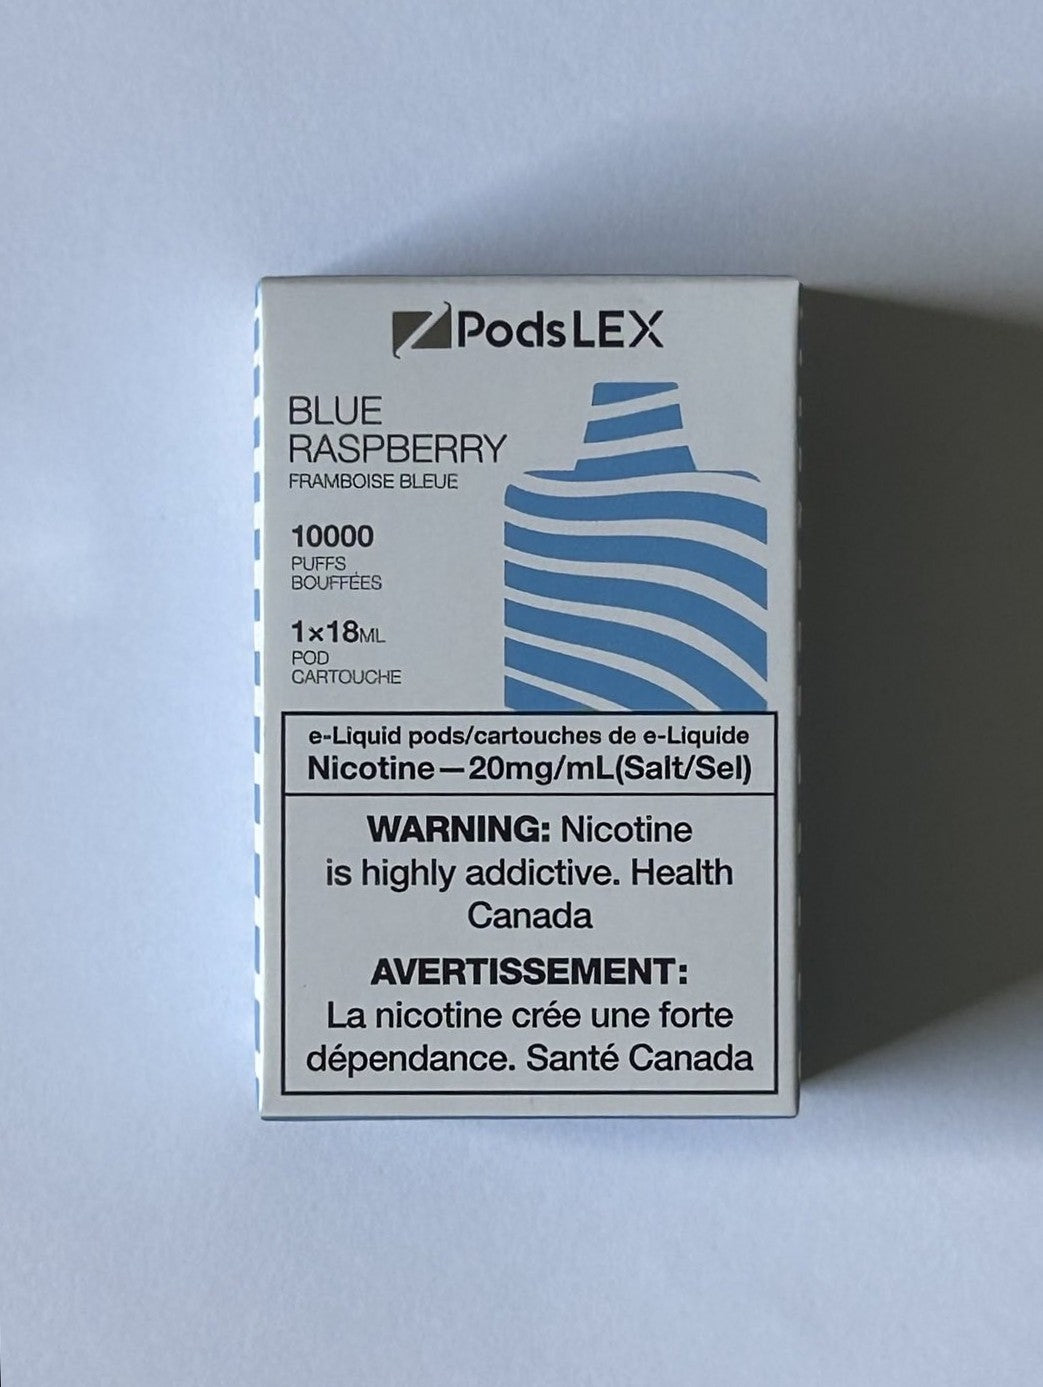 ZPodsLEX
BLUE
RASPBERRY
FRAMBOISE BLEUE
10000
PUFFS
BOUFFÉES
1×18ML
POD
CARTOUCHE
e-Liquid pods/cartouches de e-Liquide
Nicotine—20mg/mL(Salt/Sel)
WARNING: Nicotine
is highly addictive. Health
Canada
AVERTISSEMENT:
La nicotine crée une forte
dépendance. Santé Canada